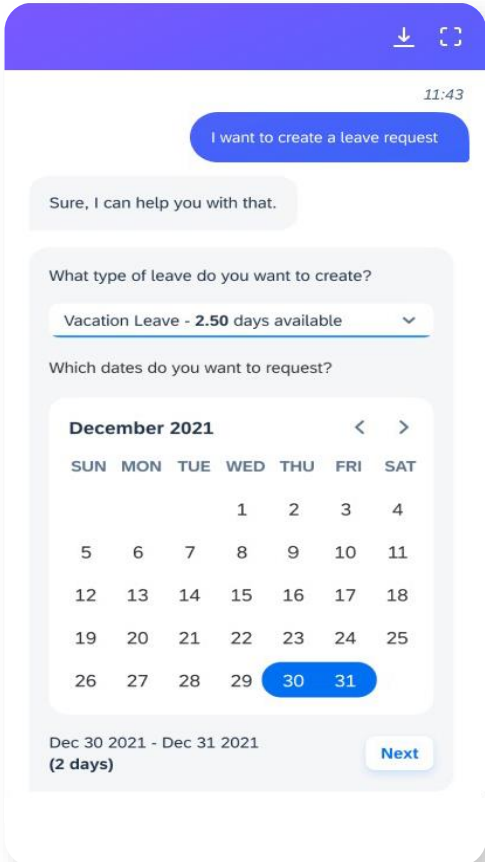 11:43
I want to create a leave request
Sure, I can help you with that.
What type of leave do you want to create?
Vacation Leave - 2.50 days available
Which dates do you want to request?
December 2021
SUN MON TUE WED THU FRI SAT
1 2 3 4
5 6 7 8 9 10 11
12 13 14 15 16 17 18
19 20 21 22 23 24 25
26 27 28 29 30 31
Dec 30 2021 - Dec 31 2021
(2 days)
Next